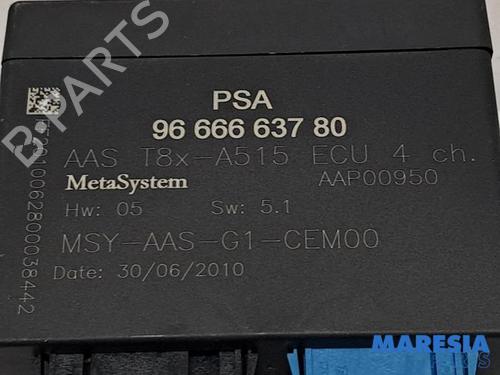 PSA
96 666 637 80
AAS T8x-A515 ECU 4 ch.
MetaSystem AAP00950
Hw: 05 Sw: 5.1
MSY-AAS-G1-CEM00
Date: 30/06/2010
B-PARTS
MARESIA